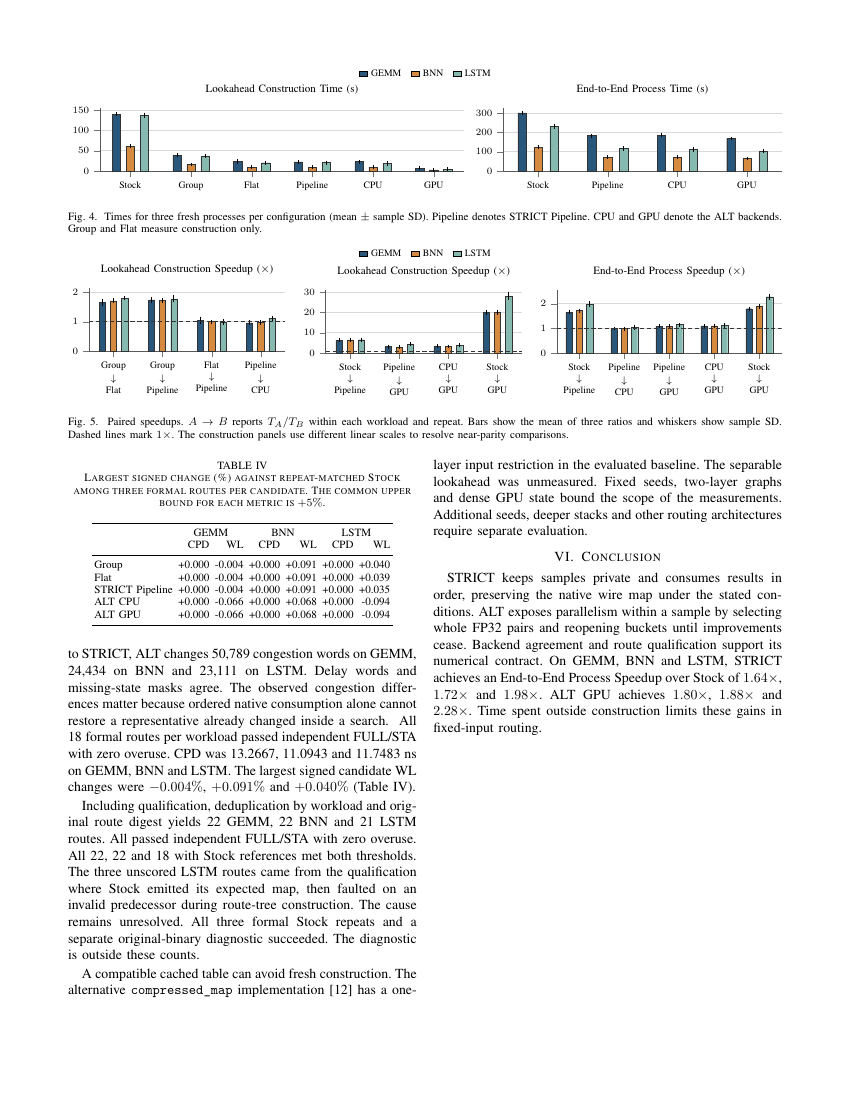 GEMM BNN LSTM
Lookahead Construction Time (s)
150
100
50
0
Stock Group Flat Pipeline CPU GPU
End-to-End Process Time (s)
300
200
100
0
Stock Pipeline CPU GPU
Fig. 4. Times for three fresh processes per configuration (mean ± sample SD). Pipeline denotes STRICT Pipeline. CPU and GPU denote the ALT backends.
Group and Flat measure construction only.
GEMM BNN LSTM
Lookahead Construction Speedup (×)
2
1
0
Group Group Flat Pipeline
↓ ↓ ↓ ↓
Flat Pipeline Pipeline CPU
Lookahead Construction Speedup (×)
30
20
10
0
Stock Pipeline CPU Stock
↓ ↓ ↓ ↓
Pipeline GPU GPU GPU
End-to-End Process Speedup (×)
2
1
0
Stock Pipeline Pipeline CPU Stock
↓ ↓ ↓ ↓ ↓
Pipeline CPU GPU GPU GPU
Fig. 5. Paired speedups. A → B reports T_A/T_B within each workload and repeat. Bars show the mean of three ratios and whiskers show sample SD.
Dashed lines mark 1×. The construction panels use different linear scales to resolve near-parity comparisons.
TABLE IV
LARGEST SIGNED CHANGE (%) AGAINST REPEAT-MATCHED STOCK
AMONG THREE FORMAL ROUTES PER CANDIDATE. THE COMMON UPPER
BOUND FOR EACH METRIC IS +5%.
GEMM BNN LSTM
CPD WL CPD WL CPD WL
Group +0.000 -0.004 +0.000 +0.091 +0.000 +0.040
Flat +0.000 -0.004 +0.000 +0.091 +0.000 +0.039
STRICT Pipeline +0.000 -0.004 +0.000 +0.091 +0.000 +0.035
ALT CPU +0.000 -0.066 +0.000 +0.068 +0.000 -0.094
ALT GPU +0.000 -0.066 +0.000 +0.068 +0.000 -0.094
to STRICT, ALT changes 50,789 congestion words on GEMM,
24,434 on BNN and 23,111 on LSTM. Delay words and
missing-state masks agree. The observed congestion differ-
ences matter because ordered native consumption alone cannot
restore a representative already changed inside a search. All
18 formal routes per workload passed independent FULL/STA
with zero overuse. CPD was 13.2667, 11.0943 and 11.7483 ns
on GEMM, BNN and LSTM. The largest signed candidate WL
changes were −0.004%, +0.091% and +0.040% (Table IV).
Including qualification, deduplication by workload and orig-
inal route digest yields 22 GEMM, 22 BNN and 21 LSTM
routes. All passed independent FULL/STA with zero overuse.
All 22, 22 and 18 with Stock references met both thresholds.
The three unscored LSTM routes came from the qualification
where Stock emitted its expected map, then faulted on an
invalid predecessor during route-tree construction. The cause
remains unresolved. All three formal Stock repeats and a
separate original-binary diagnostic succeeded. The diagnostic
is outside these counts.
A compatible cached table can avoid fresh construction. The
alternative compressed_map implementation [12] has a one-
layer input restriction in the evaluated baseline. The separable
lookahead was unmeasured. Fixed seeds, two-layer graphs
and dense GPU state bound the scope of the measurements.
Additional seeds, deeper stacks and other routing architectures
require separate evaluation.
VI. CONCLUSION
STRICT keeps samples private and consumes results in
order, preserving the native wire map under the stated con-
ditions. ALT exposes parallelism within a sample by selecting
whole FP32 pairs and reopening buckets until improvements
cease. Backend agreement and route qualification support its
numerical contract. On GEMM, BNN and LSTM, STRICT
achieves an End-to-End Process Speedup over Stock of 1.64×,
1.72× and 1.98×. ALT GPU achieves 1.80×, 1.88× and
2.28×. Time spent outside construction limits these gains in
fixed-input routing.